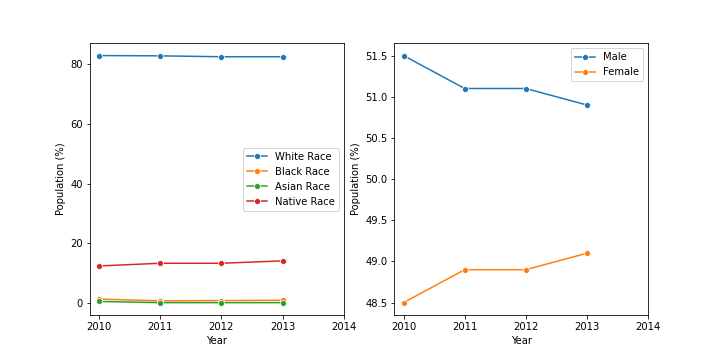 80
60
40
20
0
Population (%)
2010 2011 2012 2013 2014
Year
White Race
Black Race
Asian Race
Native Race
51.5
51.0
50.5
50.0
49.5
49.0
48.5
Population (%)
2010 2011 2012 2013 2014
Year
Male
Female